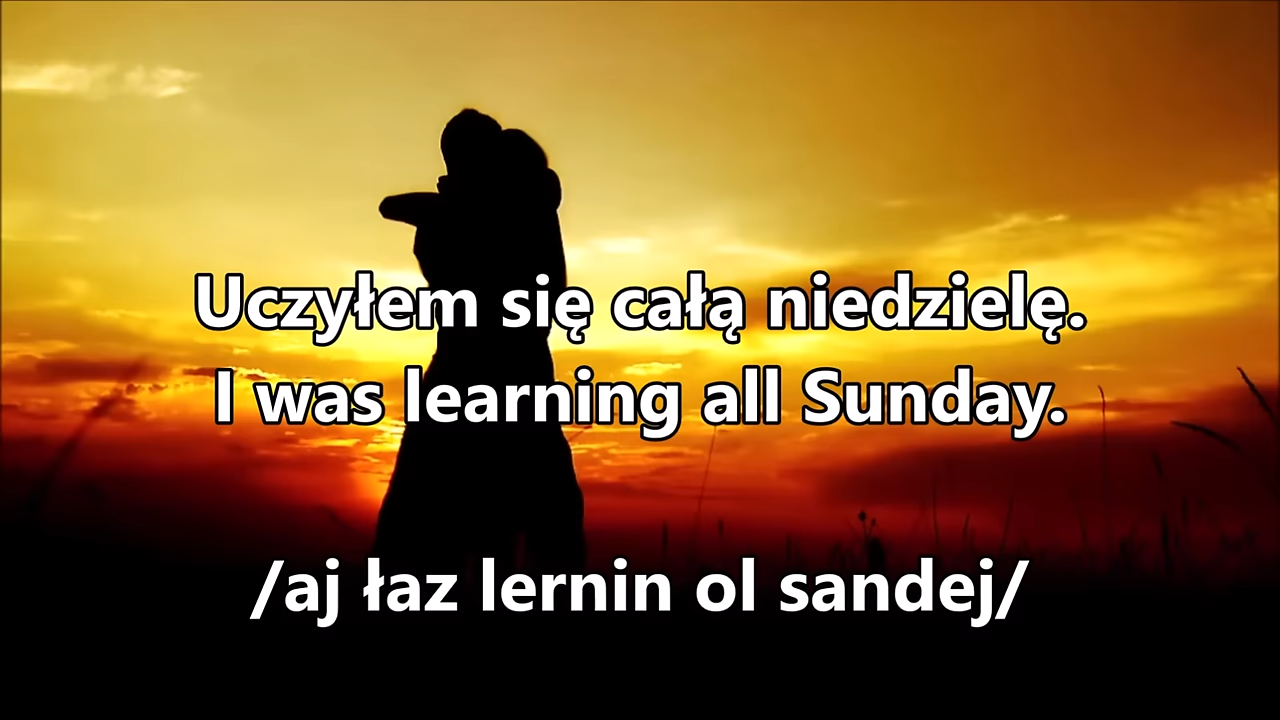 Uczyłem się całą niedzielę.
I was learning all Sunday.
/aj łaz lernin ol sandej/